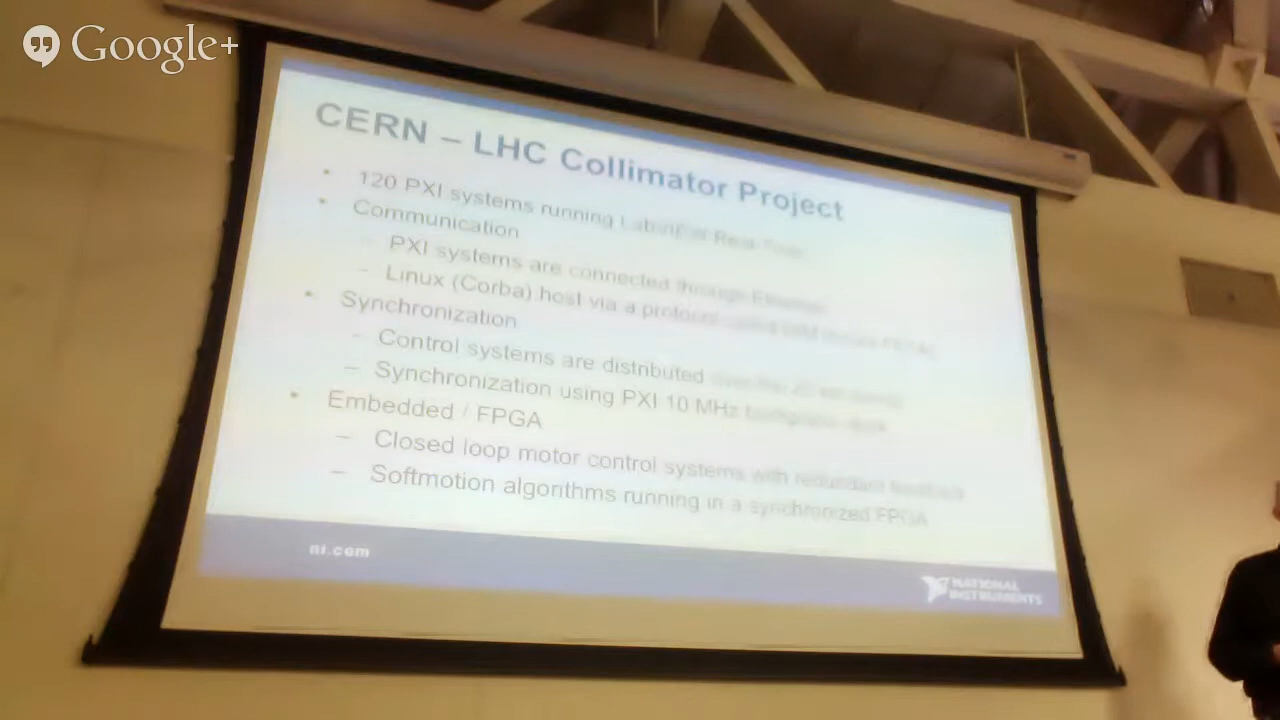 Google+
CERN – LHC Collimator Project
• 120 PXI systems running LabVIEW Real-Time
• Communication
– PXI systems are connected through Ethernet
– Linux (Corba) host via a protocol
• Synchronization
– Control systems are distributed
– Synchronization using PXI 10 MHz
• Embedded / FPGA
– Closed loop motor control systems with redundant feedback
– Softmotion algorithms running in a synchronized FPGA
ni.com
NATIONAL
INSTRUMENTS